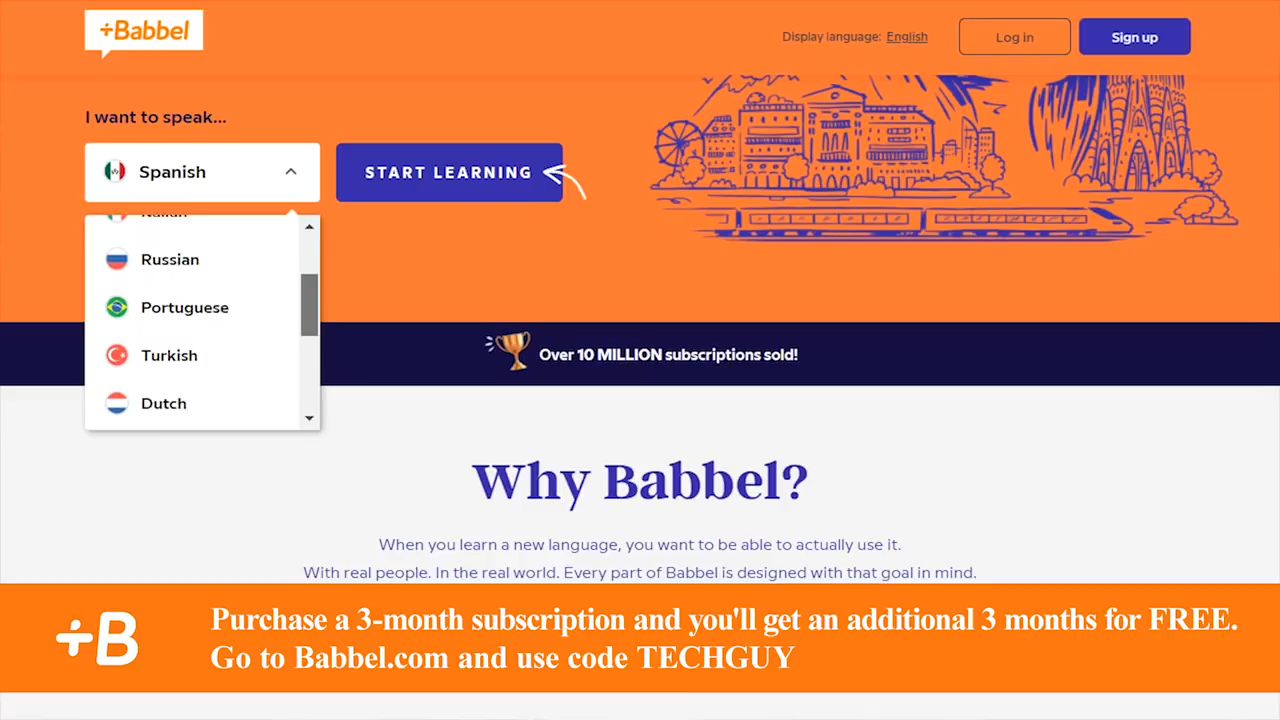 +Babbel
Display language: English
Log in
Sign up
I want to speak...
Spanish
START LEARNING
Italian
Russian
Portuguese
Turkish
Dutch
Over 10 MILLION subscriptions sold!
Why Babbel?
When you learn a new language, you want to be able to actually use it.
With real people. In the real world. Every part of Babbel is designed with that goal in mind.
+B
Purchase a 3-month subscription and you'll get an additional 3 months for FREE.
Go to Babbel.com and use code TECHGUY